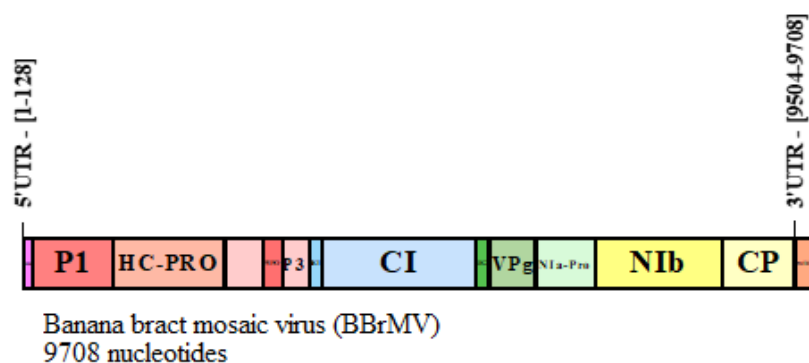 5'UTR - [1-128]
3'UTR - [9504-9708]
P1 HC-PRO P3 CI VPg NIa-Pro NIb CP
Banana bract mosaic virus (BBrMV)
9708 nucleotides